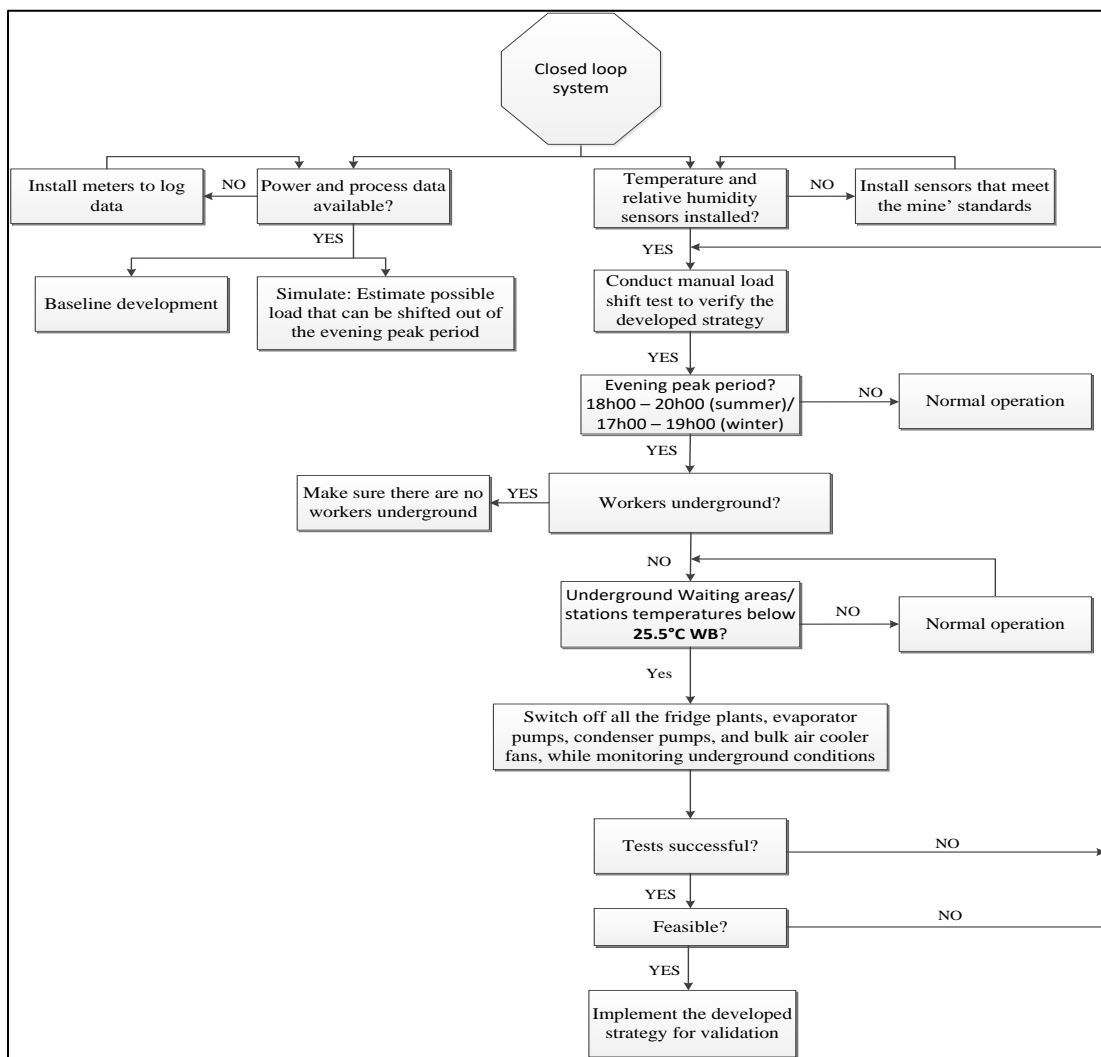 Closed loop
system
Install meters to log
data
NO
Power and process data
available?
Temperature and
relative humidity
sensors installed?
NO
Install sensors that meet
the mine' standards
YES
YES
Baseline development
Simulate: Estimate possible
load that can be shifted out of
the evening peak period
Conduct manual load
shift test to verify the
developed strategy
YES
Evening peak period?
18h00 – 20h00 (summer)/
17h00 – 19h00 (winter)
NO
Normal operation
YES
Make sure there are no
workers underground
YES
Workers underground?
NO
Underground Waiting areas/
stations temperatures below
25.5°C WB?
NO
Normal operation
Yes
Switch off all the fridge plants, evaporator
pumps, condenser pumps, and bulk air cooler
fans, while monitoring underground conditions
Tests successful?
NO
YES
Feasible?
NO
YES
Implement the developed
strategy for validation